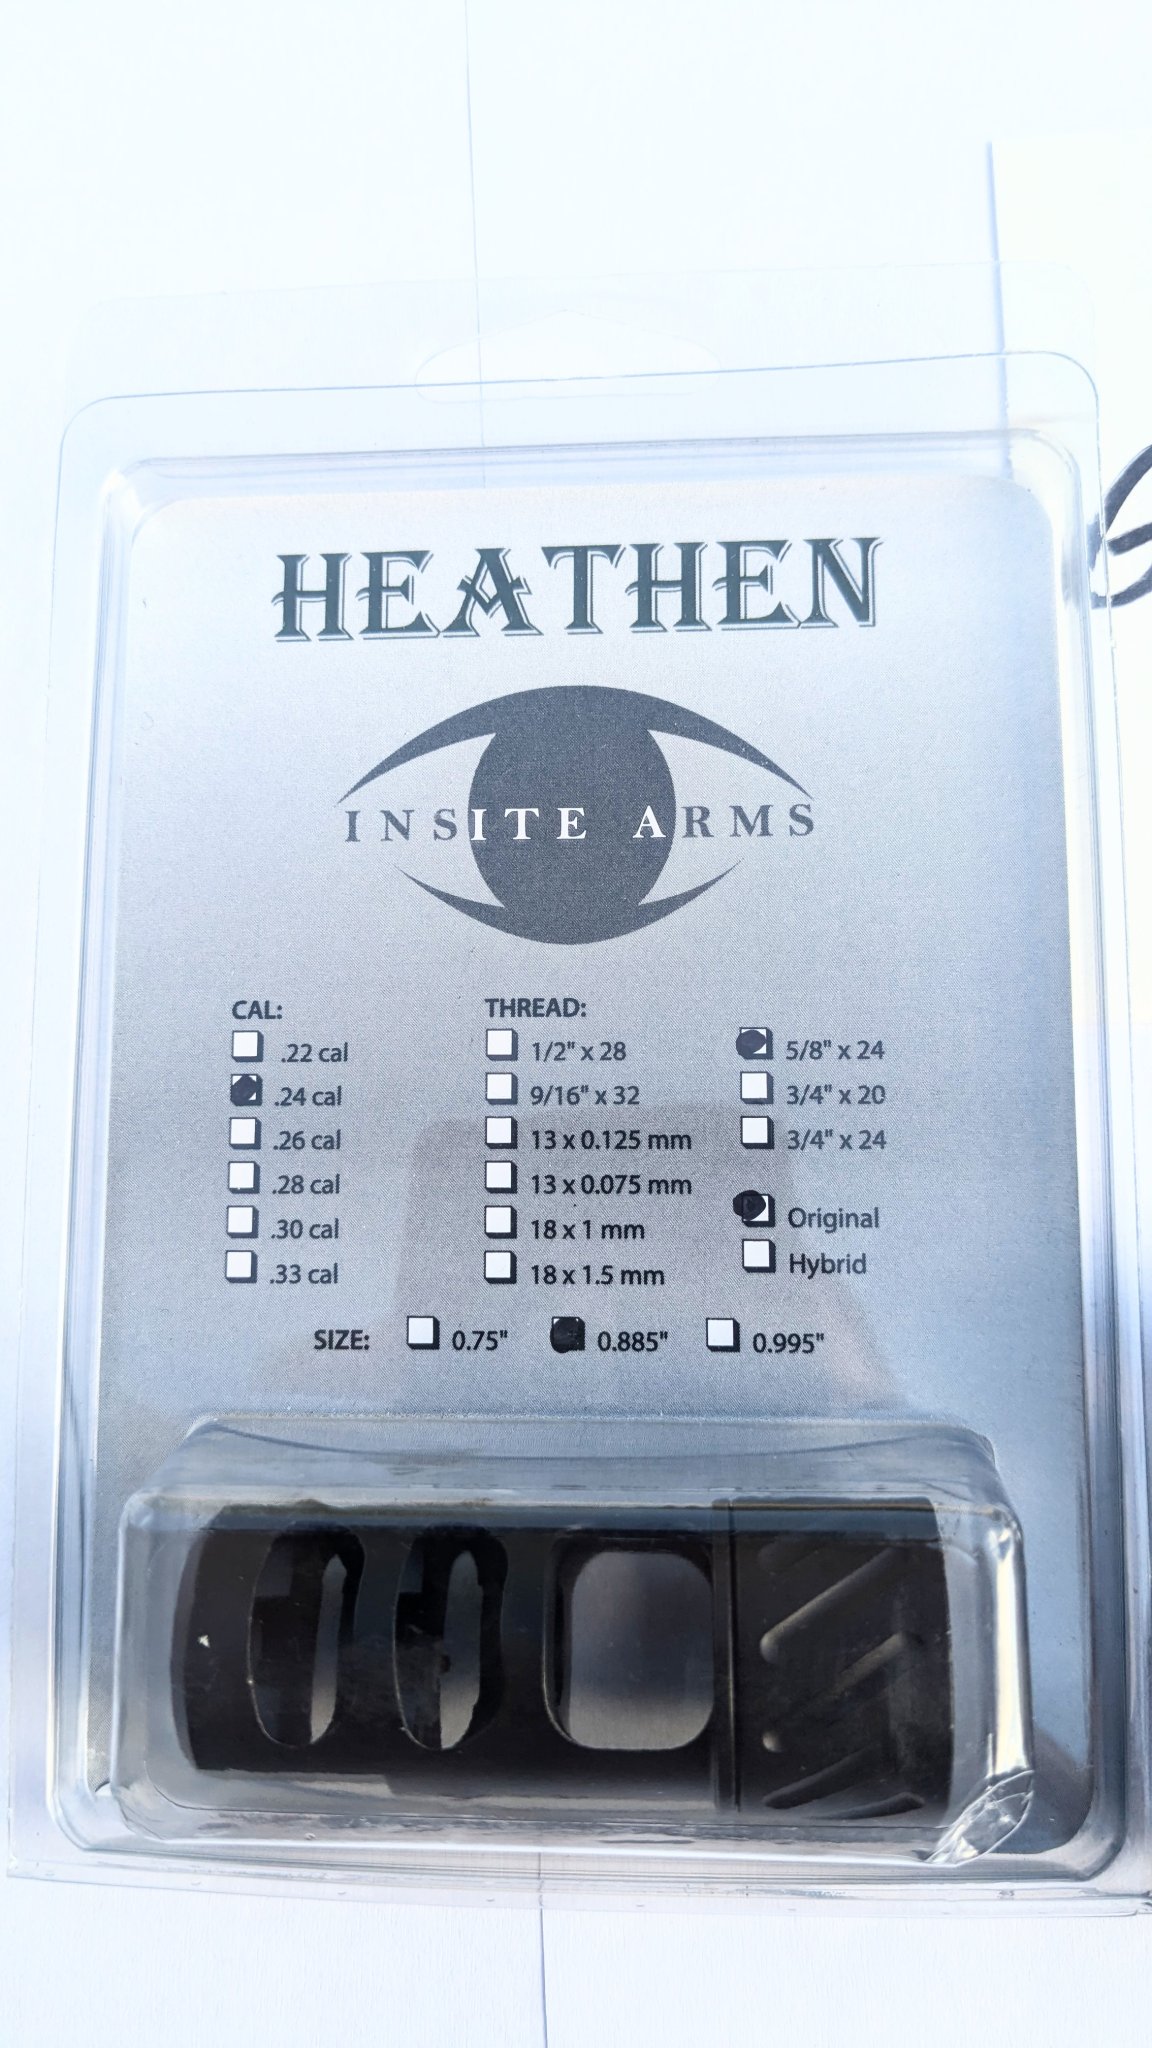 HEATHEN
INSITE ARMS
CAL:
.22 cal
.24 cal
.26 cal
.28 cal
.30 cal
.33 cal
THREAD:
1/2" x 28
9/16" x 32
13 x 0.125 mm
13 x 0.075 mm
18 x 1 mm
18 x 1.5 mm
5/8" x 24
3/4" x 20
3/4" x 24
Original
Hybrid
SIZE: 0.75" 0.885" 0.995"